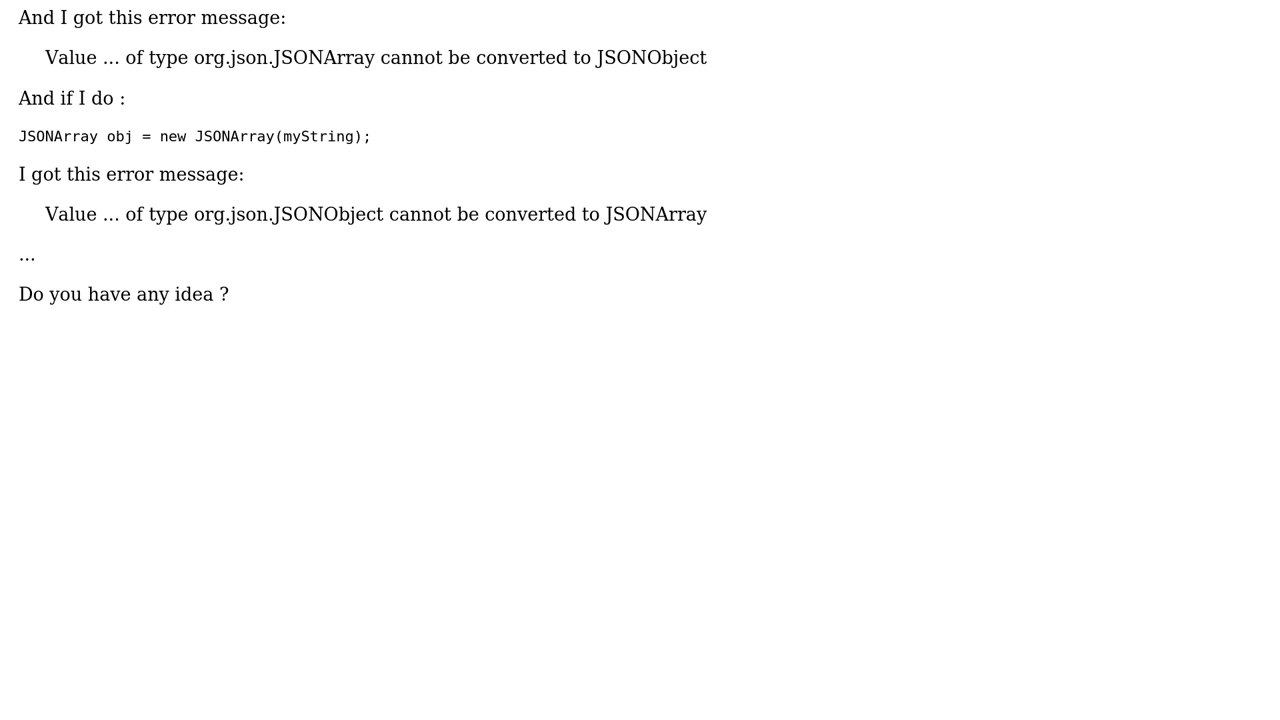 And I got this error message:
Value ... of type org.json.JSONArray cannot be converted to JSONObject
And if I do :
JSONArray obj = new JSONArray(myString);
I got this error message:
Value ... of type org.json.JSONObject cannot be converted to JSONArray
...
Do you have any idea ?